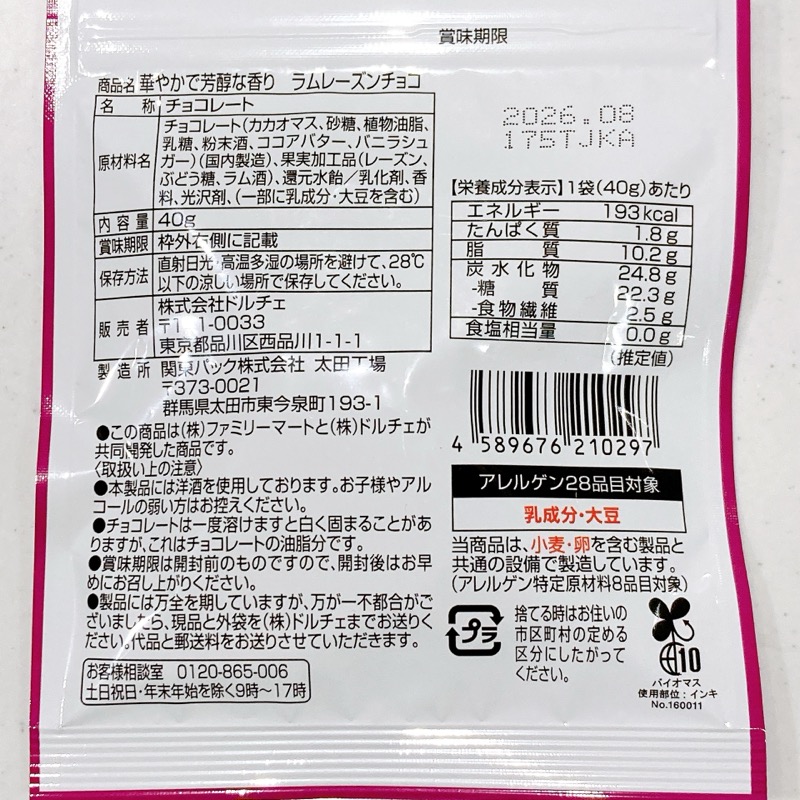 賞味期限
商品名 華やかで芳醇な香り ラムレーズンチョコ
名称 チョコレート
原材料名 チョコレート(カカオマス、砂糖、植物油脂、
乳糖、粉末酒、ココアバター、バニラシュ
ガー)(国内製造)、果実加工品(レーズン、
ぶどう糖、ラム酒)、還元水飴/乳化剤、香
料、光沢剤、(一部に乳成分・大豆を含む)
内容量 40g
賞味期限 枠外右側に記載
保存方法 直射日光、高温多湿の場所を避けて、28℃
以下の涼しい場所で保存してください。
販売者 株式会社ドルチェ
〒141-0033
東京都品川区西品川1-1-1
製造所 関東パック株式会社 太田工場
〒373-0021
群馬県太田市東今泉町193-1
●この商品は(株)ファミリーマートと(株)ドルチェが
共同開発した商品です。
〈取扱い上の注意〉
●本製品には洋酒を使用しております。お子様やアル
コールの弱い方はお控えください。
●チョコレートは一度溶けますと白く固まることがあ
りますが、これはチョコレートの油脂分です。
●賞味期限は開封前のものですので、開封後はお早
めにお召し上がりください。
●製品には万全を期していますが、万が一不都合がご
ざいましたら、現品と外袋を(株)ドルチェまでお送りく
ださい。代品と郵送料をお送りさせていただきます。
お客様相談室 0120-865-006
土日祝日・年末年始を除く9時〜17時
2026.08
175TJKA
【栄養成分表示】1袋(40g)あたり
エネルギー 193kcal
たんぱく質 1.8g
脂質 10.2g
炭水化物 24.8g
-糖質 22.3g
-食物繊維 2.5g
食塩相当量 0.0g
(推定値)
4 589676 210297
アレルゲン28品目対象
乳成分・大豆
当商品は、小麦・卵を含む製品と
共通の設備で製造しています。
(アレルゲン特定原材料8品目対象)
プラ
捨てる時はお住いの
市区町村の定める
区分にしたがって
ください。
10
バイオマス
使用部位:インキ
No.160011